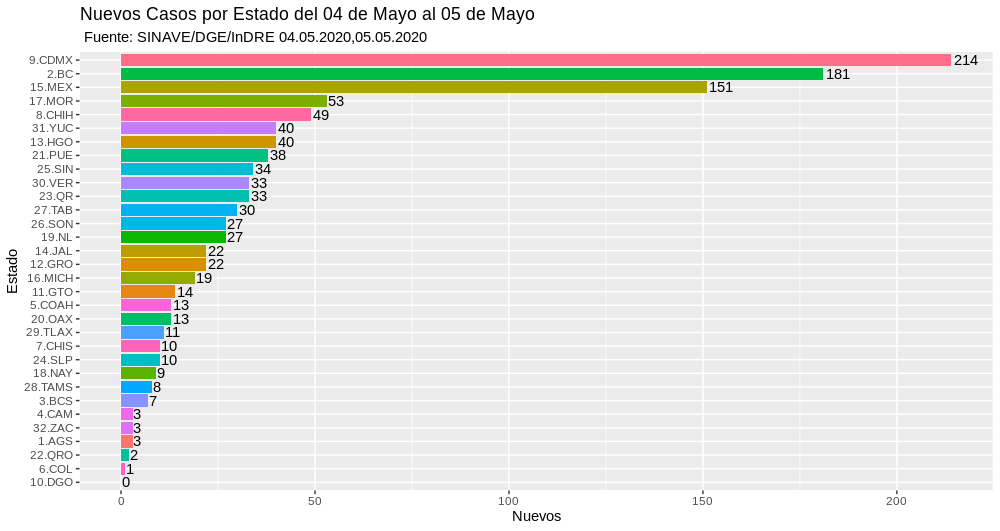 Nuevos Casos por Estado del 04 de Mayo al 05 de Mayo
Fuente: SINAVE/DGE/InDRE 04.05.2020,05.05.2020
Estado
9.CDMX 214
2.BC 181
15.MEX 151
17.MOR 53
8.CHIH 49
31.YUC 40
13.HGO 40
21.PUE 38
25.SIN 34
30.VER 33
23.QR 33
27.TAB 30
26.SON 27
19.NL 27
14.JAL 22
12.GRO 22
16.MICH 19
11.GTO 14
5.COAH 13
20.OAX 13
29.TLAX 11
7.CHIS 10
24.SLP 10
18.NAY 9
28.TAMS 8
3.BCS 7
4.CAM 3
32.ZAC 3
1.AGS 3
22.QRO 2
6.COL 1
10.DGO 0
0 50 100 150 200
Nuevos